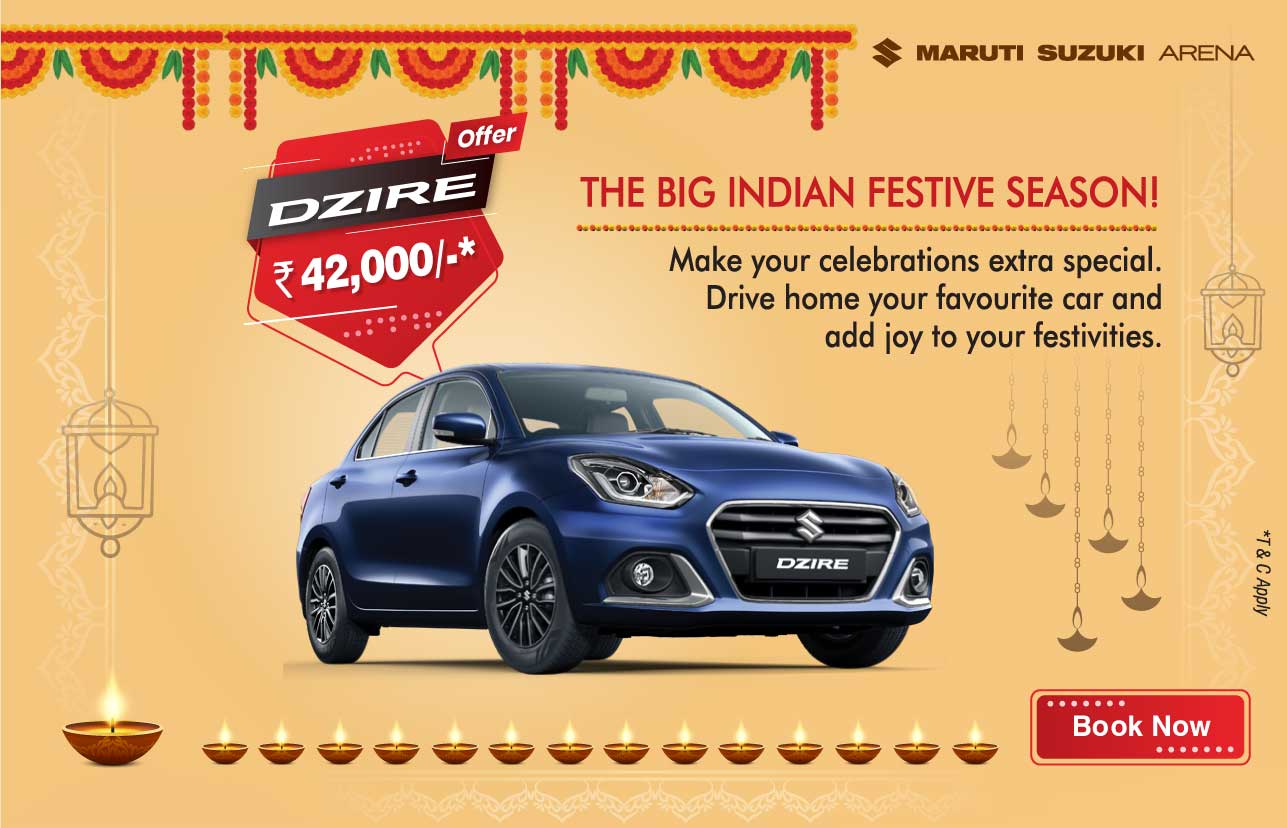 MARUTI SUZUKI ARENA
Offer
DZIRE
₹ 42,000/-*
THE BIG INDIAN FESTIVE SEASON!
Make your celebrations extra special.
Drive home your favourite car and
add joy to your festivities.
DZIRE
*T & C Apply
Book Now